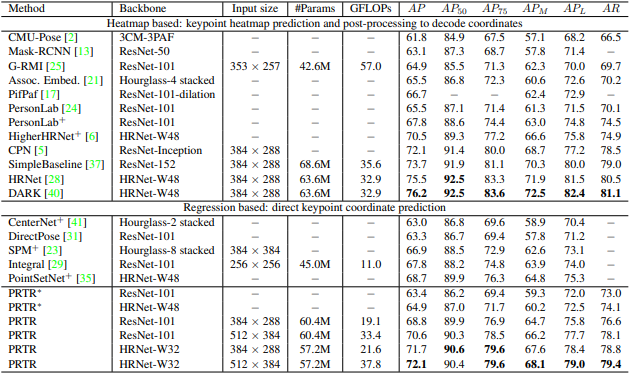 Method Backbone Input size #Params GFLOPs AP AP50 AP75 APM APL AR
Heatmap based: keypoint heatmap prediction and post-processing to decode coordinates
CMU-Pose [2] 3CM-3PAF – – – 61.8 84.9 67.5 57.1 68.2 66.5
Mask-RCNN [13] ResNet-50 – – – 63.1 87.3 68.7 57.8 71.4 –
G-RMI [25] ResNet-101 353 × 257 42.6M 57.0 64.9 85.5 71.3 62.3 70.0 69.7
Assoc. Embed. [21] Hourglass-4 stacked – – – 65.5 86.8 72.3 60.6 72.6 70.2
PifPaf [17] ResNet-101-dilation – – – 66.7 – – 62.4 72.9 –
PersonLab [24] ResNet-101 – – – 65.5 87.1 71.4 61.3 71.5 70.1
PersonLab+ ResNet-101 – – – 67.8 88.6 74.4 63.0 74.8 74.5
HigherHRNet+ [6] HRNet-W48 – – – 70.5 89.3 77.2 66.6 75.8 74.9
CPN [5] ResNet-Inception 384 × 288 – – 72.1 91.4 80.0 68.7 77.2 78.5
SimpleBaseline [37] ResNet-152 384 × 288 68.6M 35.6 73.7 91.9 81.1 70.3 80.0 79.0
HRNet [28] HRNet-W48 384 × 288 63.6M 32.9 75.5 92.5 83.3 71.9 81.5 80.5
DARK [40] HRNet-W48 384 × 288 63.6M 32.9 76.2 92.5 83.6 72.5 82.4 81.1
Regression based: direct keypoint coordinate prediction
CenterNet+ [41] Hourglass-2 stacked – – – 63.0 86.8 69.6 58.9 70.4 –
DirectPose [31] ResNet-101 – – – 63.3 86.7 69.4 57.8 71.2 –
SPM+ [23] Hourglass-8 stacked 384 × 384 – – 66.9 88.5 72.9 62.6 73.1 –
Integral [29] ResNet-101 256 × 256 45.0M 11.0 67.8 88.2 74.8 63.9 74.0 –
PointSetNet+ [35] HRNet-W48 – – – 68.7 89.9 76.3 64.8 75.3 –
PRTR* ResNet-101 – – – 63.4 86.2 69.4 59.3 72.0 73.0
PRTR* HRNet-W48 – – – 64.9 87.0 71.7 60.2 72.5 74.1
PRTR ResNet-101 384 × 288 60.4M 19.1 68.8 89.9 76.9 64.7 75.8 76.6
PRTR ResNet-101 512 × 384 60.4M 33.4 70.6 90.3 78.5 66.2 77.7 78.1
PRTR HRNet-W32 384 × 288 57.2M 21.6 71.7 90.6 79.6 67.6 78.4 78.8
PRTR HRNet-W32 512 × 384 57.2M 37.8 72.1 90.4 79.6 68.1 79.0 79.4